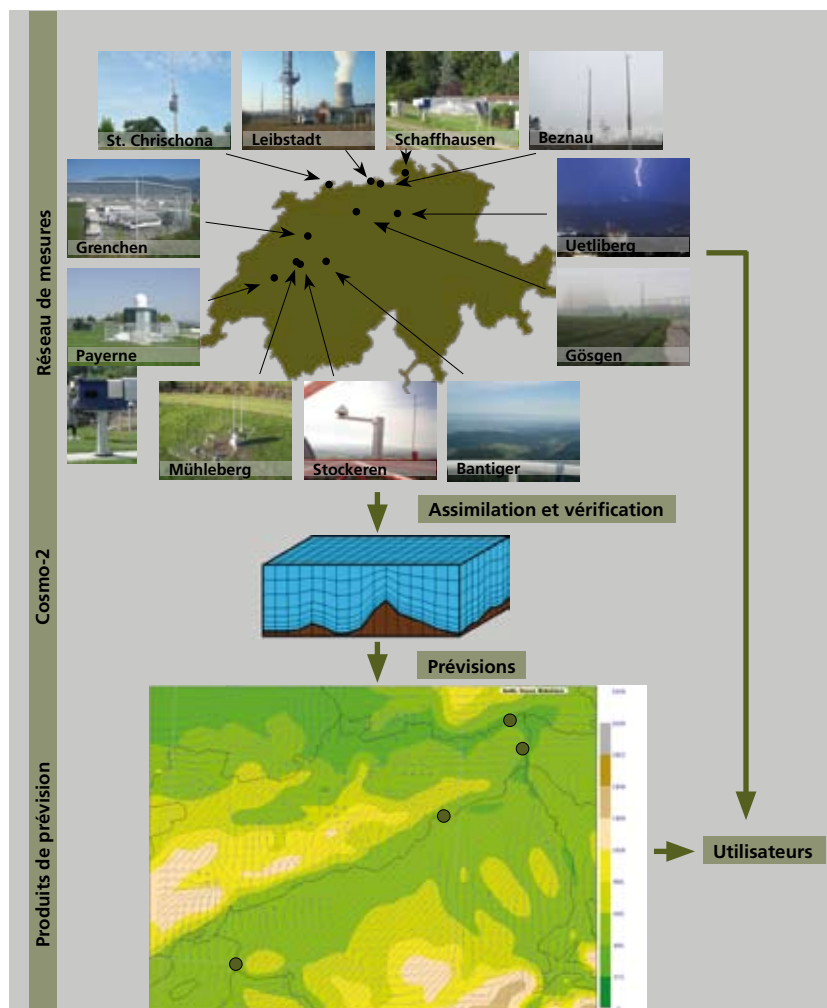 Réseau de mesures
St. Chrischona
Leibstadt
Schaffhausen
Beznau
Grenchen
Uetliberg
Payerne
Gösgen
Mühleberg
Stockeren
Bantiger
Assimilation et vérification
Cosmo-2
Prévisions
Produits de prévision
Utilisateurs